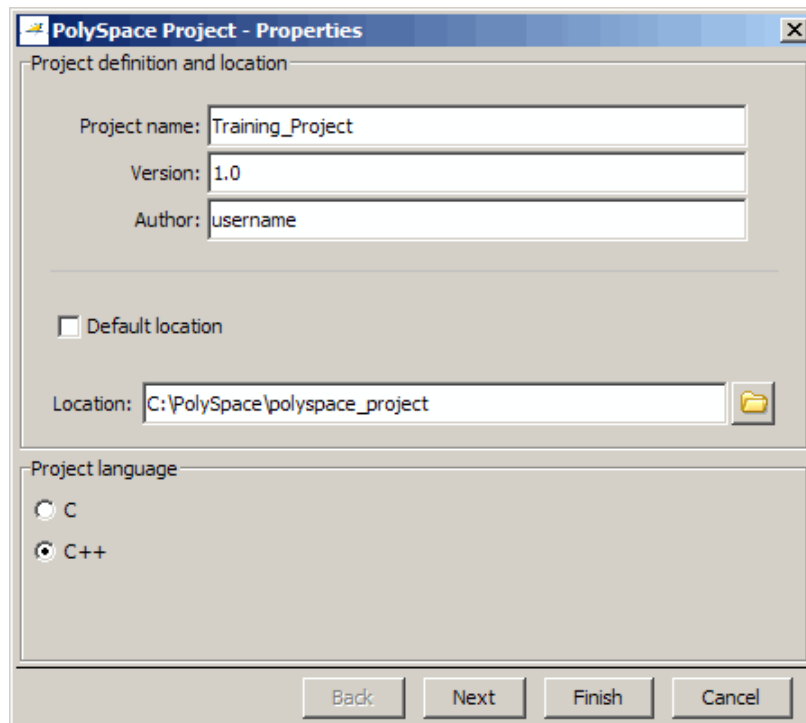 PolySpace Project - Properties
Project definition and location
Project name: Training_Project
Version: 1.0
Author: username
Default location
Location: C:\PolySpace\polyspace_project
Project language
C
C++
Back Next Finish Cancel